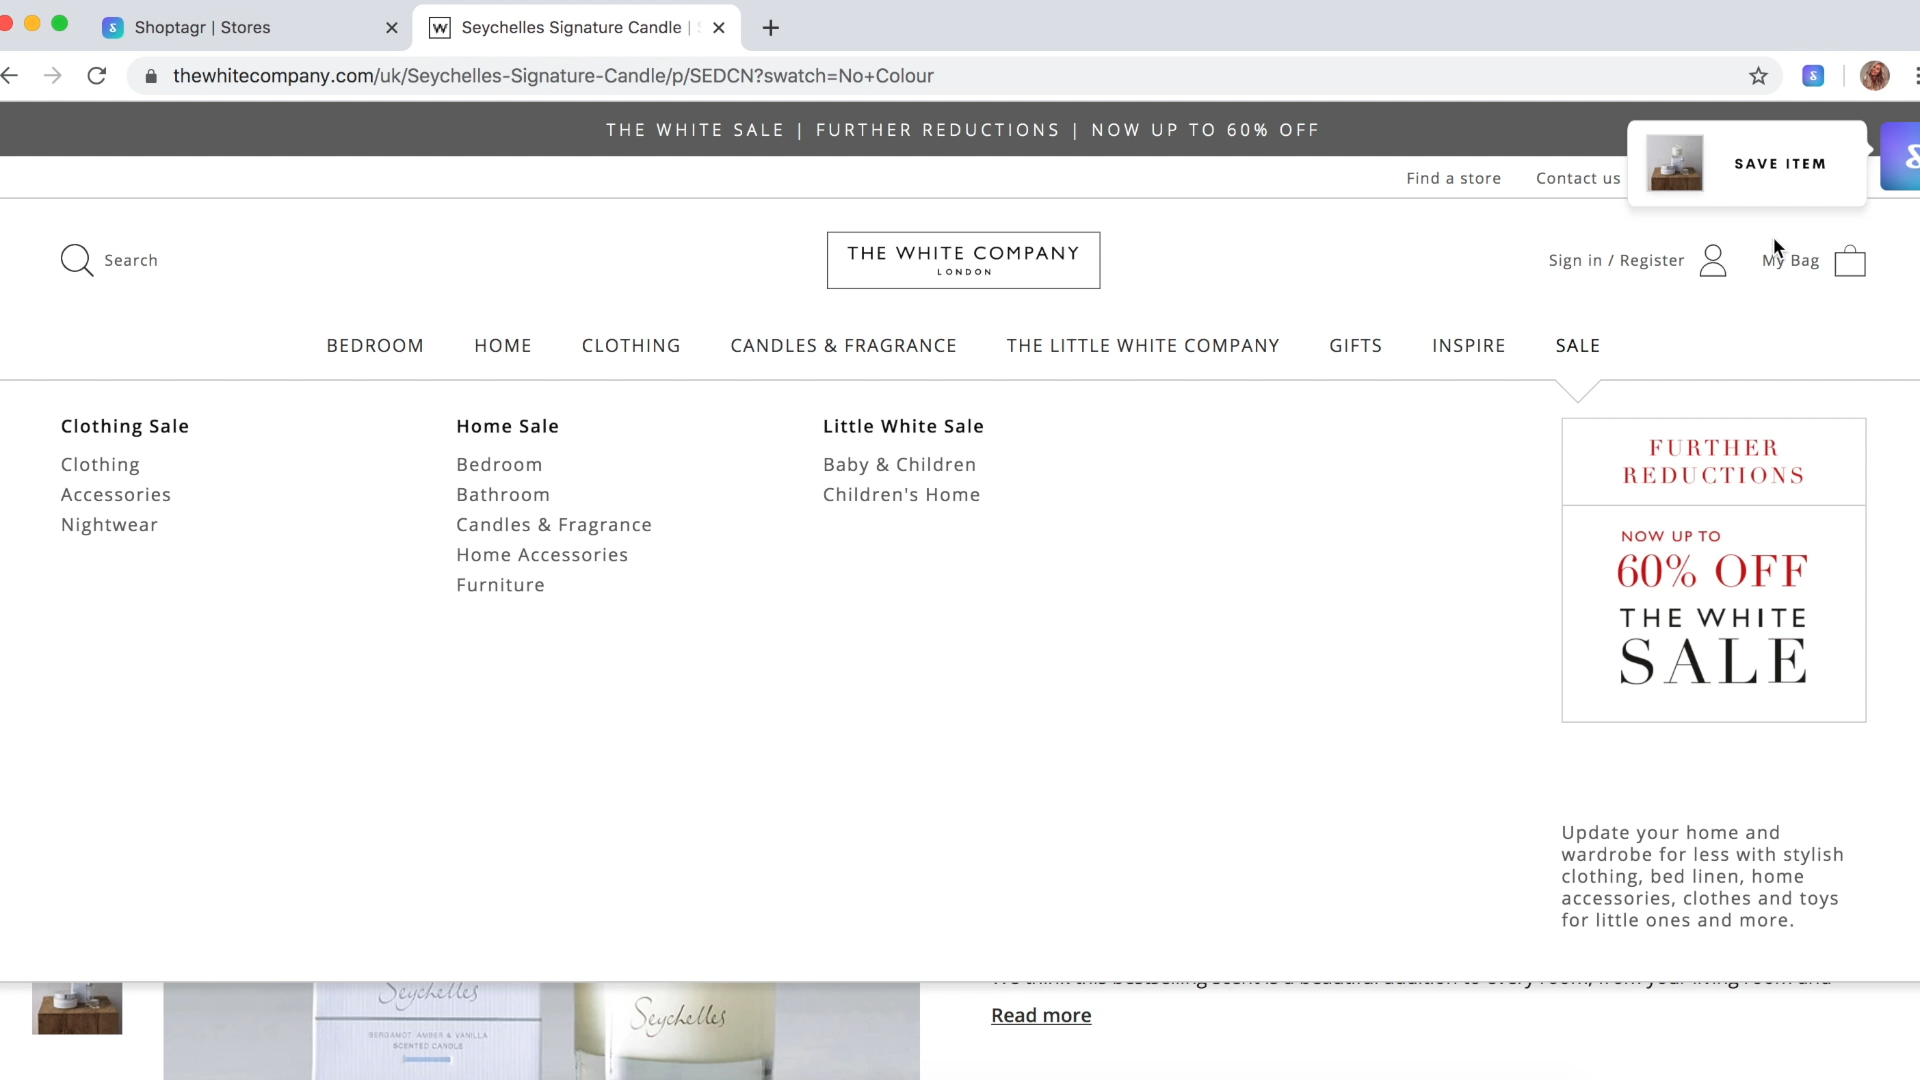 Shoptagr | Stores
Seychelles Signature Candle |
thewhitecompany.com/uk/Seychelles-Signature-Candle/p/SEDCN?swatch=No+Colour
THE WHITE SALE | FURTHER REDUCTIONS | NOW UP TO 60% OFF
SAVE ITEM
Find a store
Contact us
Search
THE WHITE COMPANY
LONDON
Sign in / Register
My Bag
BEDROOM
HOME
CLOTHING
CANDLES & FRAGRANCE
THE LITTLE WHITE COMPANY
GIFTS
INSPIRE
SALE
Clothing Sale
Clothing
Accessories
Nightwear
Home Sale
Bedroom
Bathroom
Candles & Fragrance
Home Accessories
Furniture
Little White Sale
Baby & Children
Children's Home
FURTHER
REDUCTIONS
NOW UP TO
60% OFF
THE WHITE
SALE
Update your home and
wardrobe for less with stylish
clothing, bed linen, home
accessories, clothes and toys
for little ones and more.
Read more
Seychelles
BERGAMOT, AMBER & VANILLA
SCENTED CANDLE
Seychelles